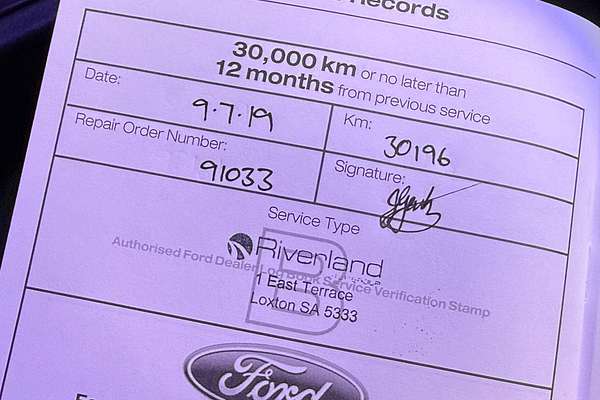 Records
30,000 km or no later than
12 months from previous service
Date:
9.7.19
Km:
30196
Repair Order Number:
91033
Signature:
Service Type
B
Riverland
Authorised Ford Dealer Log Book Service Verification Stamp
1 East Terrace
Loxton SA 5333
Ford